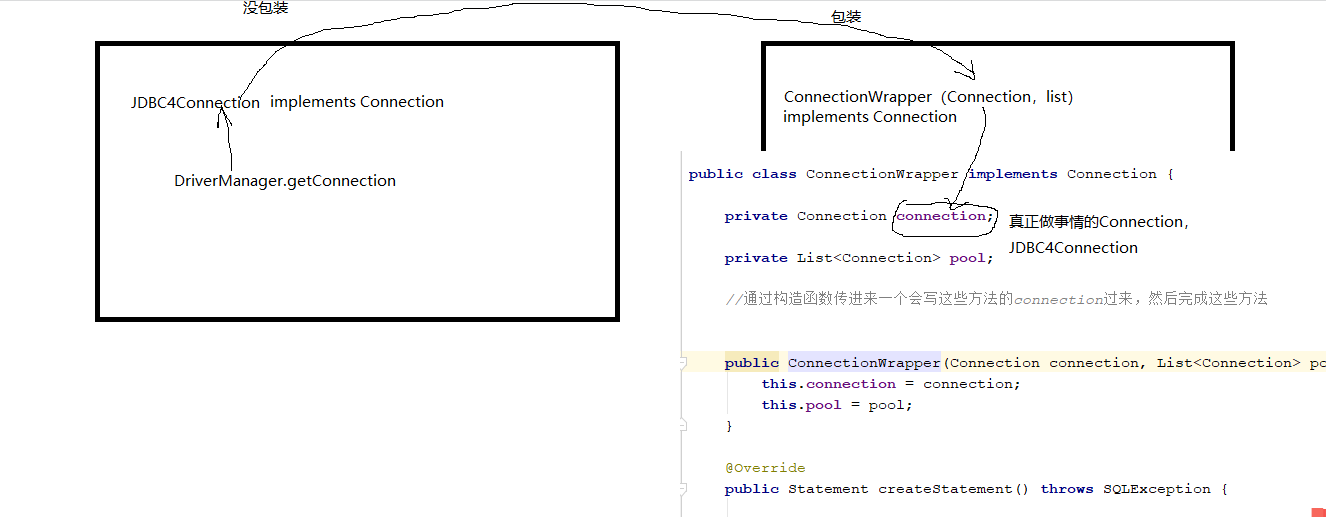 没包装
包装
JDBC4Connection implements Connection
DriverManager.getConnection
ConnectionWrapper（Connection，list）
implements Connection
public class ConnectionWrapper implements Connection {
private Connection connection;
真正做事情的Connection，
JDBC4Connection
private List<Connection> pool;
//通过构造函数传进来一个会写这些方法的connection过来，然后完成这些方法
public ConnectionWrapper(Connection connection, List<Connection> po
this.connection = connection;
this.pool = pool;
}
@Override
public Statement createStatement() throws SQLException {